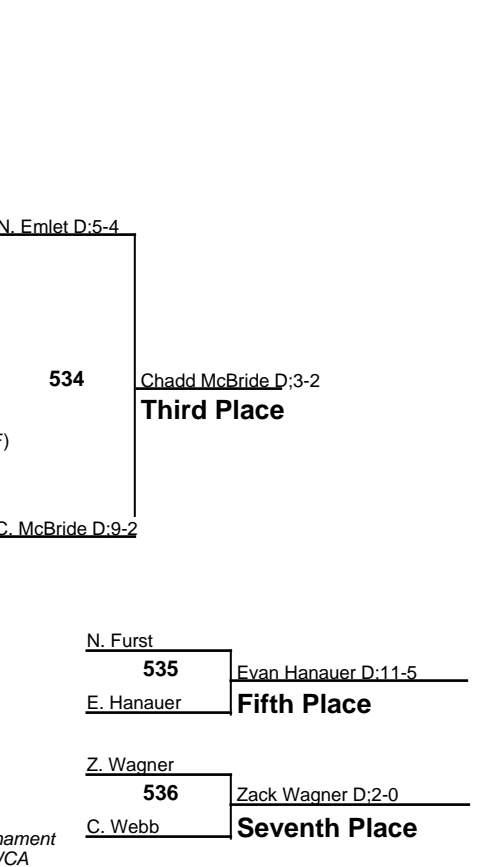 N. Emlet D:5-4
534
Chadd McBride D;3-2
Third Place
F)
C. McBride D:9-2
N. Furst
535
Evan Hanauer D:11-5
E. Hanauer
Fifth Place
Z. Wagner
536
Zack Wagner D;2-0
C. Webb
Seventh Place